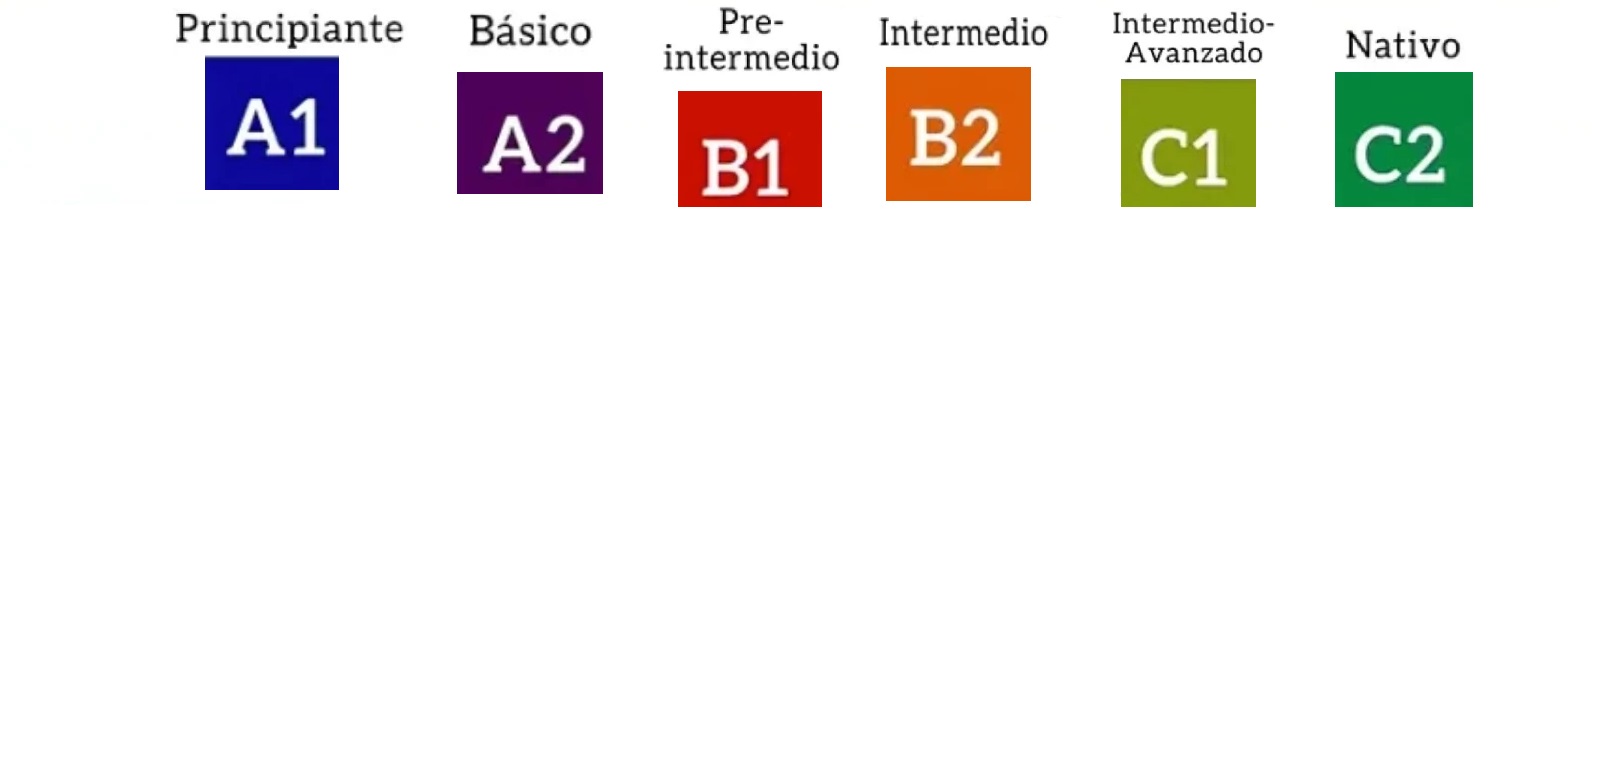 Principiante
A1
Básico
A2
Pre-
intermedio
B1
Intermedio
B2
Intermedio-
Avanzado
C1
Nativo
C2